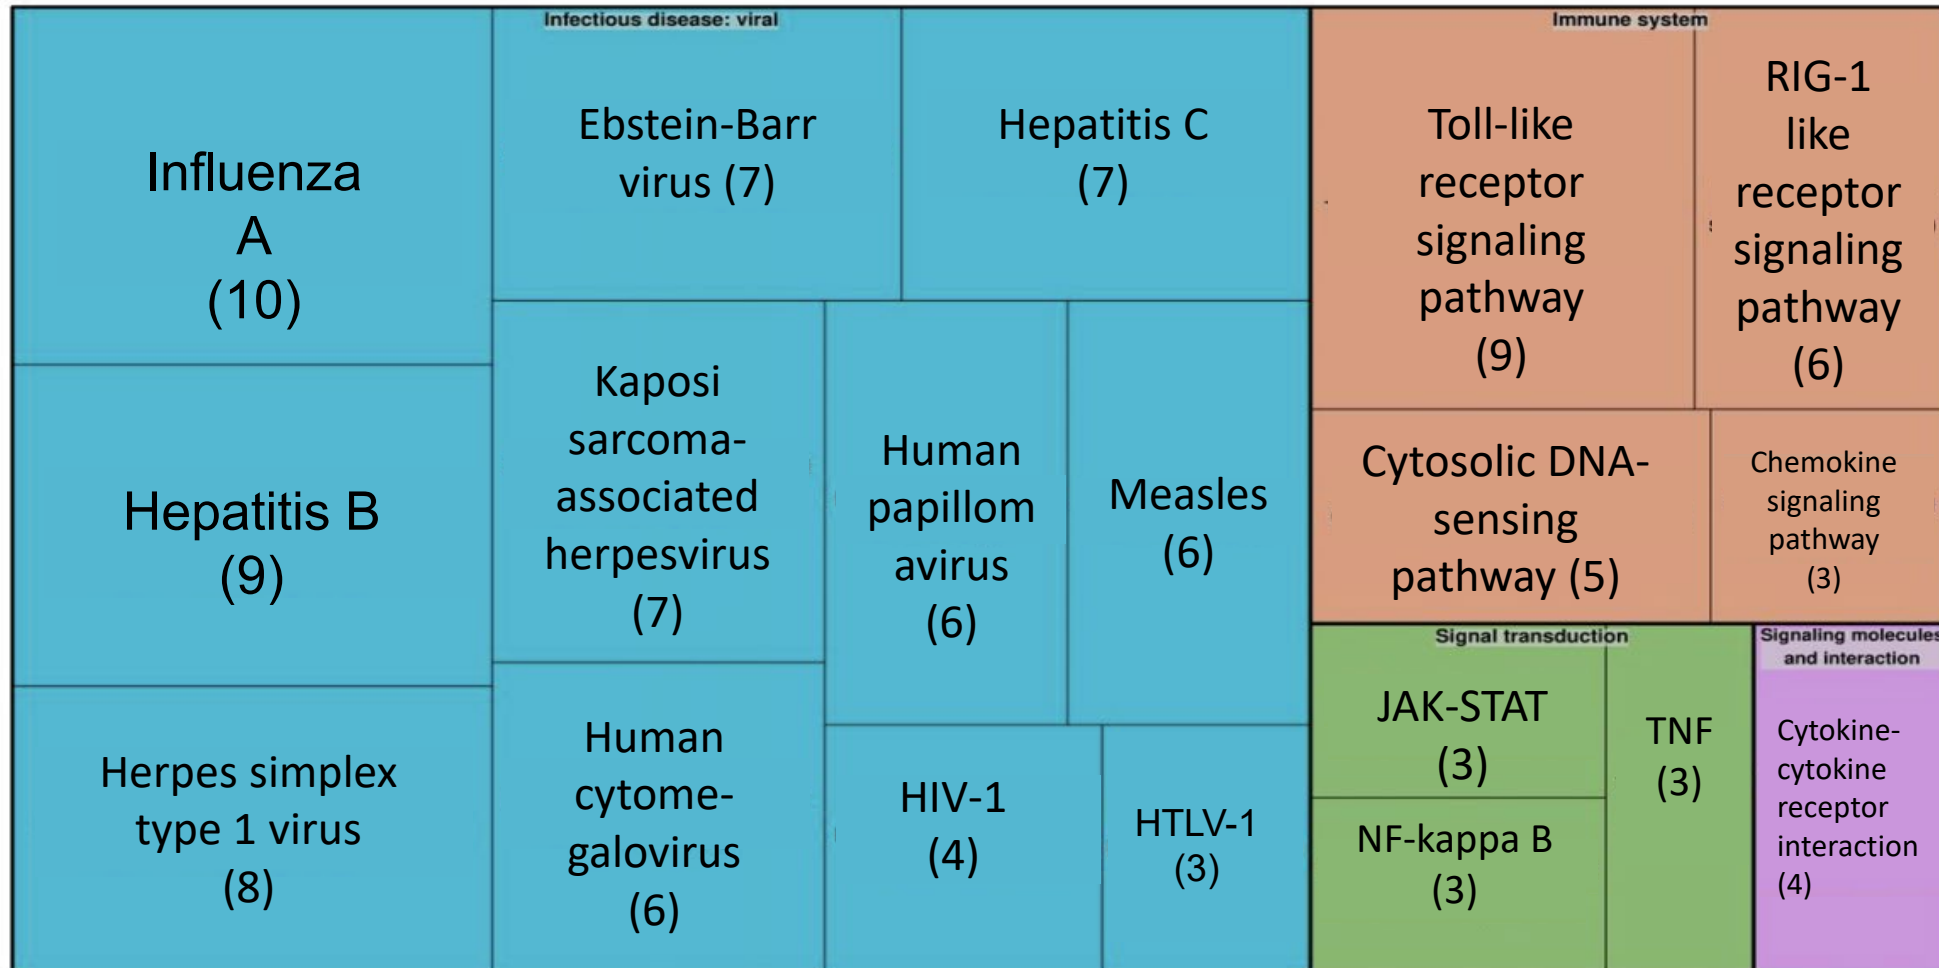 Infectious disease: viral
Influenza
A
(10)
Hepatitis B
(9)
Herpes simplex
type 1 virus
(8)
Ebstein-Barr
virus (7)
Hepatitis C
(7)
Kaposi
sarcoma-
associated
herpesvirus
(7)
Human
papillom
avirus
(6)
Measles
(6)
Human
cytome-
galovirus
(6)
HIV-1
(4)
HTLV-1
(3)
Immune system
Toll-like
receptor
signaling
pathway
(9)
RIG-1
like
receptor
signaling
pathway
(6)
Cytosolic DNA-
sensing
pathway (5)
Chemokine
signaling
pathway
(3)
Signal transduction
JAK-STAT
(3)
NF-kappa B
(3)
TNF
(3)
Signaling molecules
and interaction
Cytokine-
cytokine
receptor
interaction
(4)